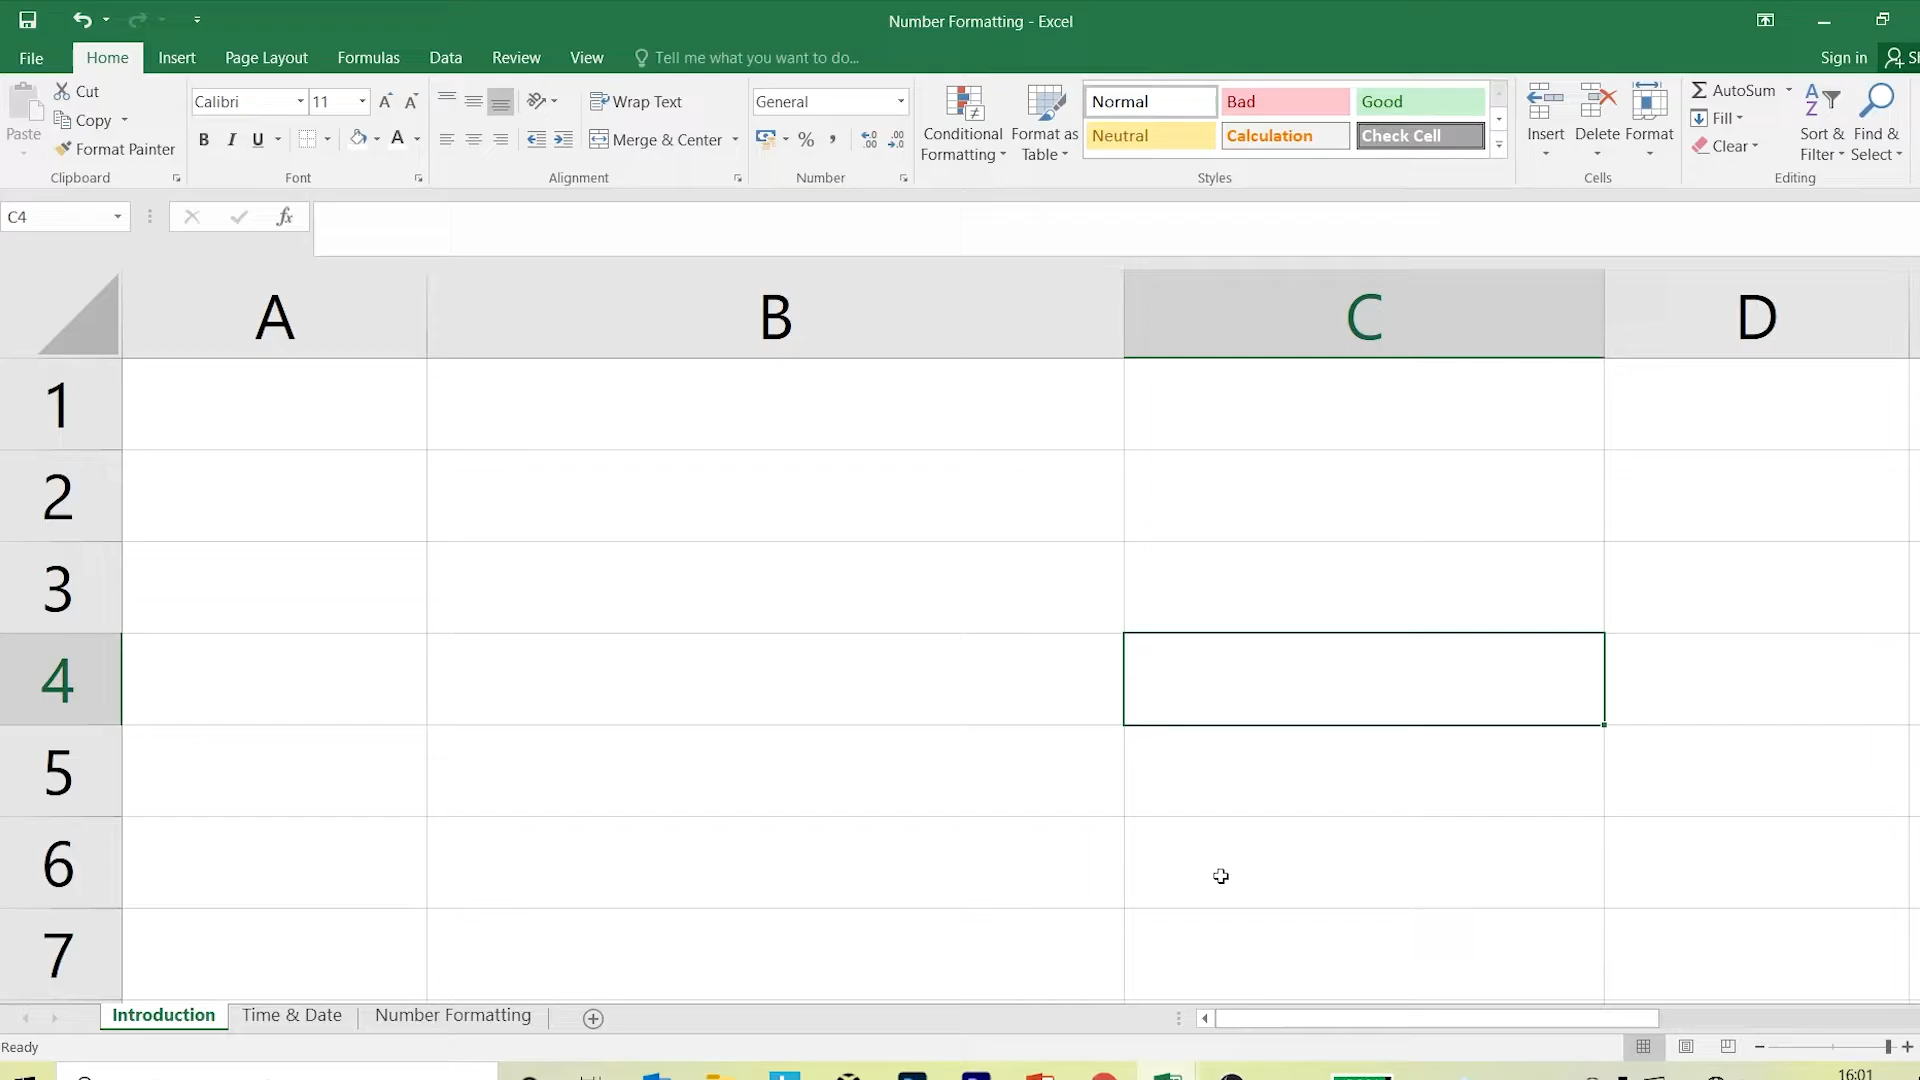 Number Formatting - Excel
File Home Insert Page Layout Formulas Data Review View Tell me what you want to do... Sign in
Cut
Copy
Format Painter
Paste
Clipboard
Calibri 11
B I U
Font
Wrap Text
Merge & Center
Alignment
General
%
Number
Conditional
Formatting
Format as
Table
Normal Bad Good
Neutral Calculation Check Cell
Styles
Insert Delete Format
Cells
AutoSum
Fill
Clear
Sort &
Filter
Find &
Select
Editing
C4
fx
A B C D
1
2
3
4
5
6
7
Introduction Time & Date Number Formatting
Ready
16:01